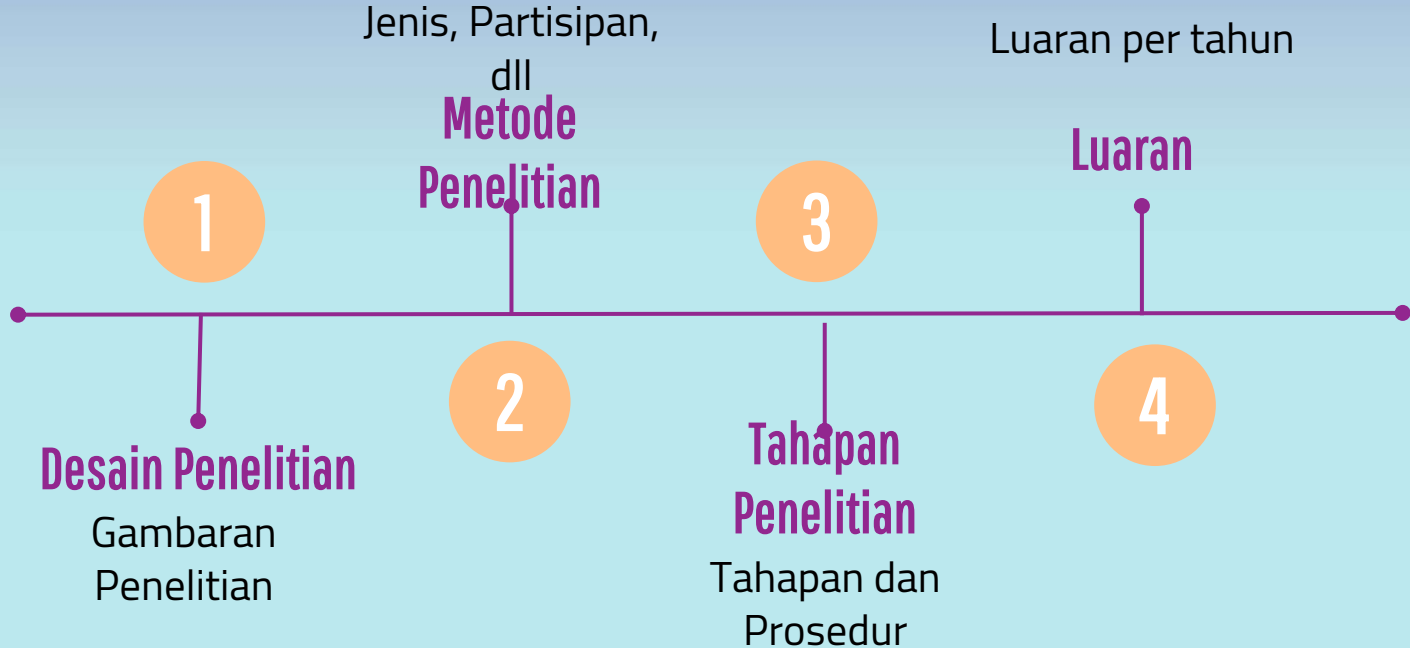 1
Desain Penelitian
Gambaran
Penelitian
Jenis, Partisipan,
dll
Metode
Penelitian
2
3
Tahapan
Penelitian
Tahapan dan
Prosedur
Luaran per tahun
Luaran
4